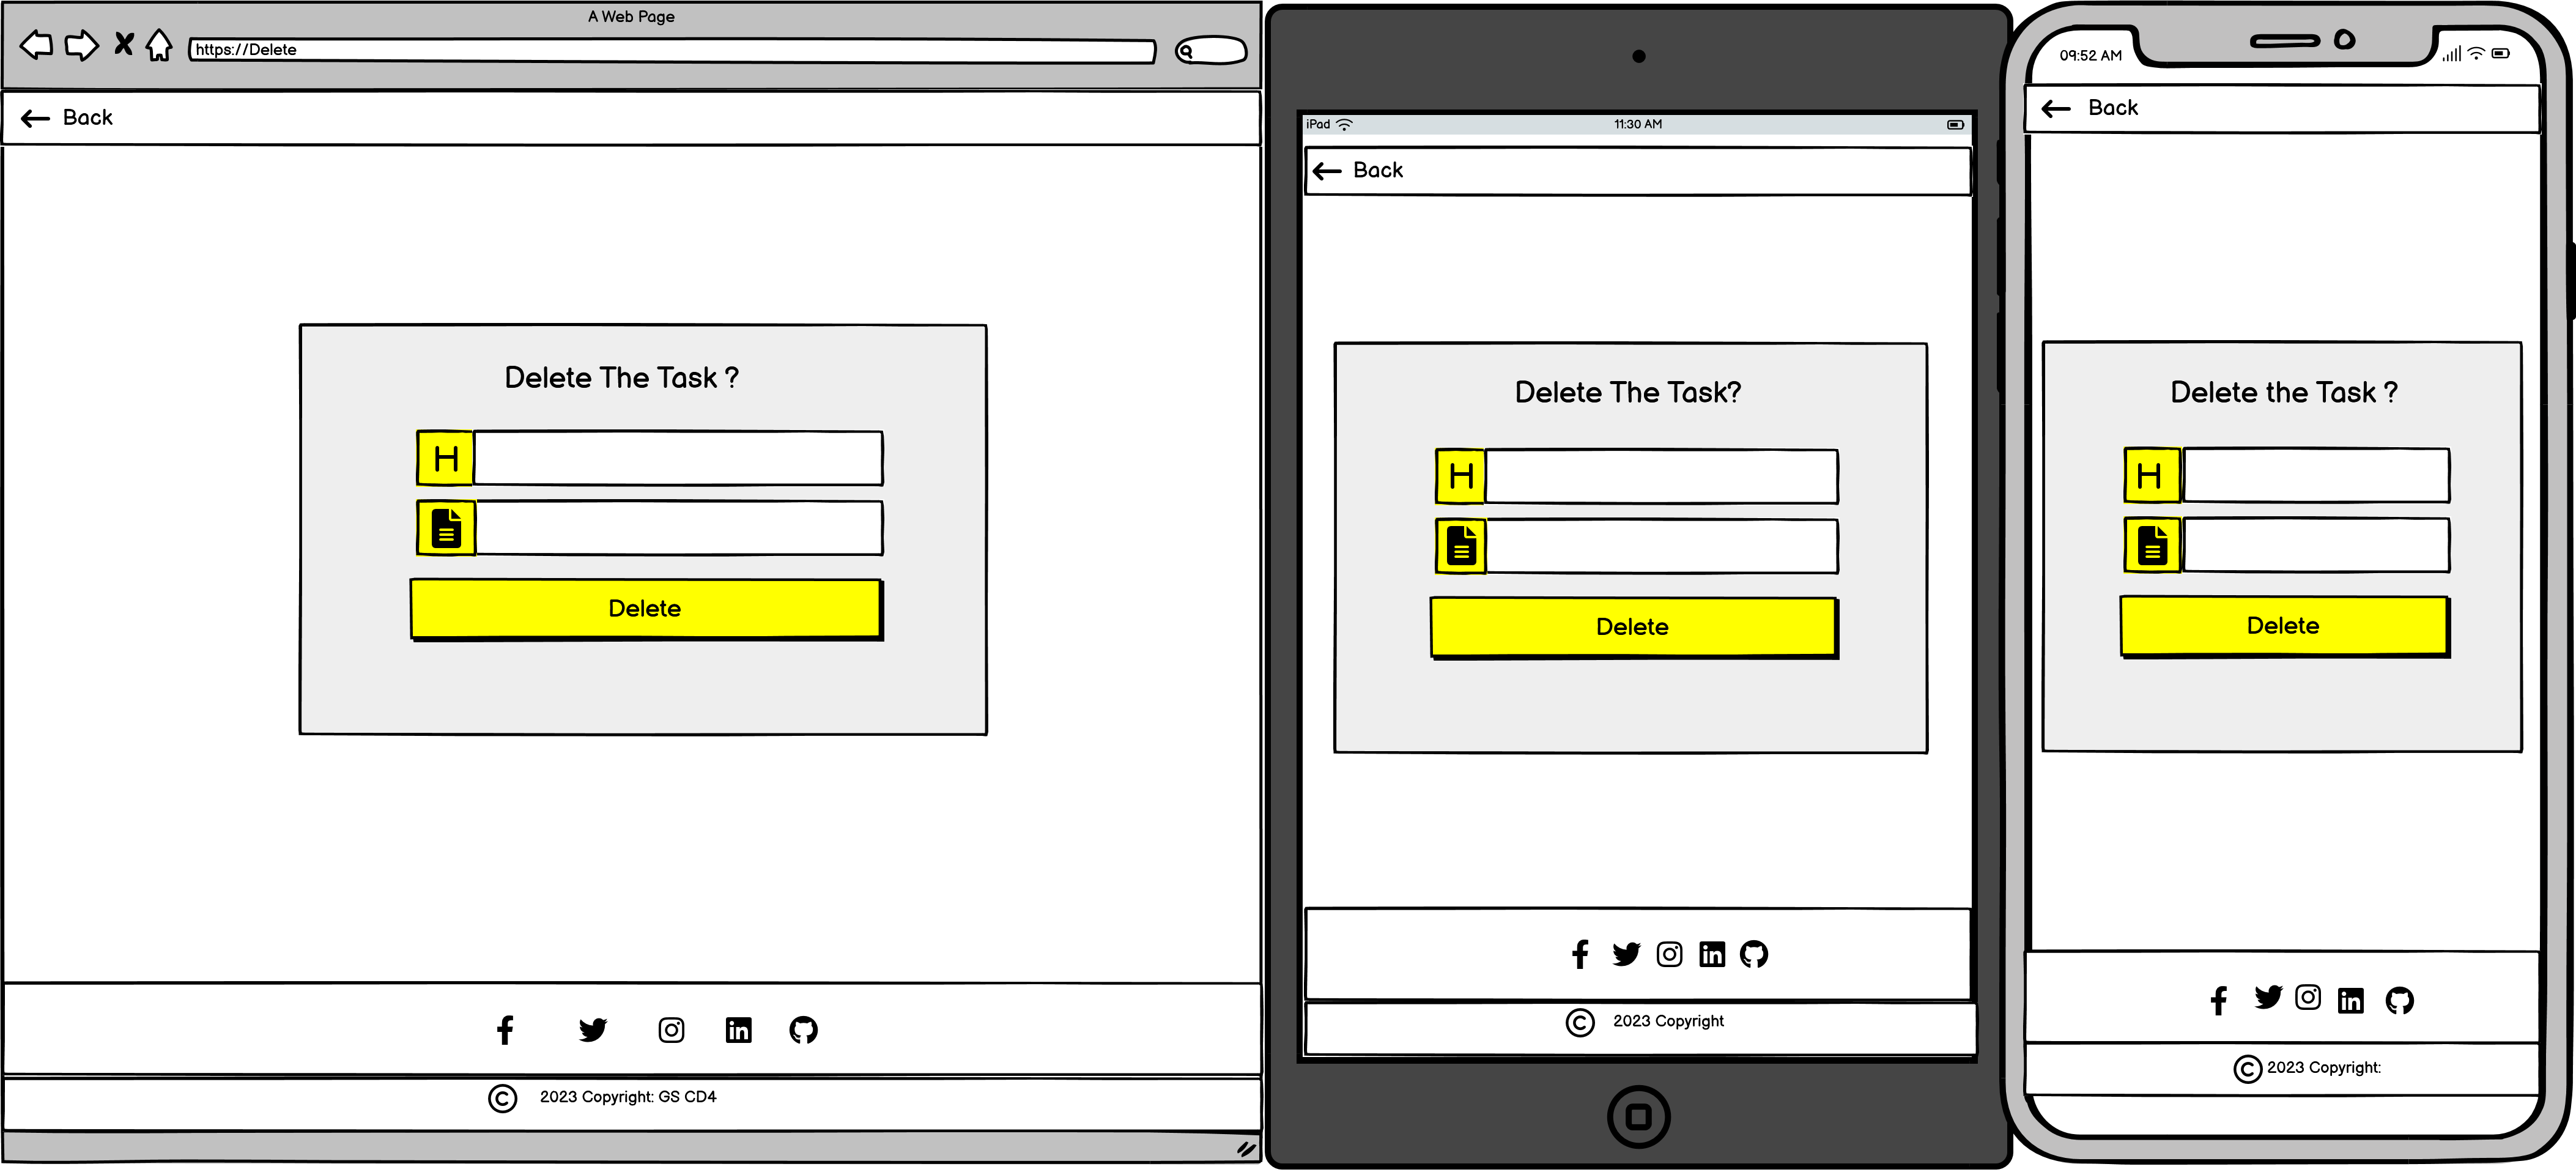 A Web Page
https://Delete
Back
Delete The Task ?
H
Delete
2023 Copyright: GS CD4
iPad
11:30 AM
Back
Delete The Task?
H
Delete
2023 Copyright
09:52 AM
Back
Delete the Task ?
H
Delete
2023 Copyright: